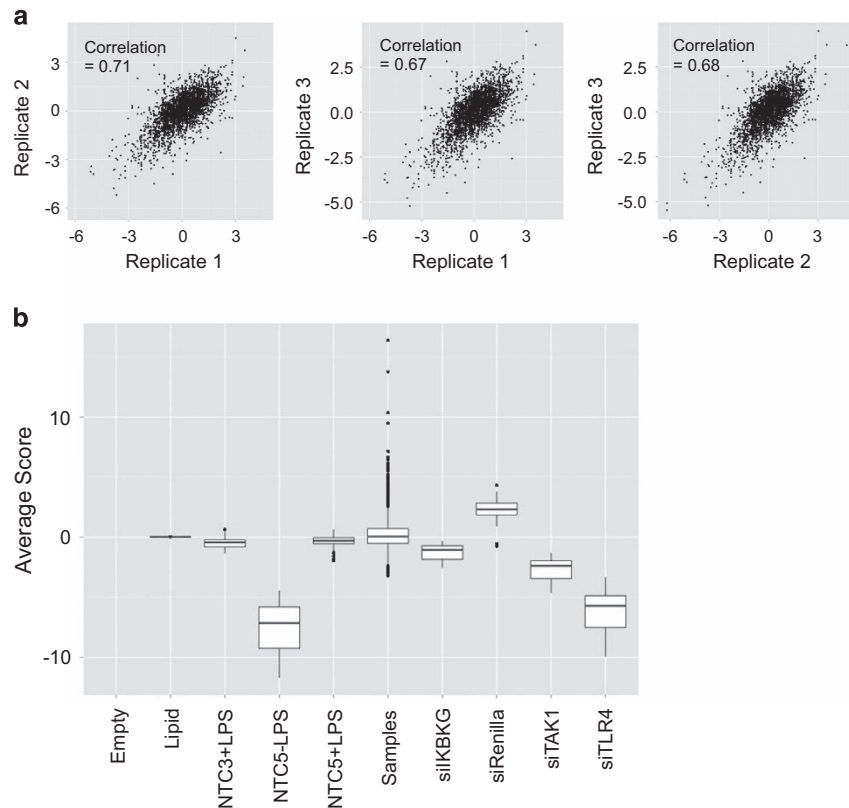 a
Correlation
= 0.71
Replicate 2
3
0
-3
-6
-6
-3
0
3
Replicate 1
Correlation
= 0.67
Replicate 3
2.5
0.0
-2.5
-5.0
-6
-3
0
3
Replicate 1
Correlation
= 0.68
Replicate 3
2.5
0.0
-2.5
-5.0
-6
-3
0
3
Replicate 2
b
Average Score
10
0
-10
Empty
Lipid
NTC3+LPS
NTC5-LPS
NTC5+LPS
Samples
siIKBKG
siRenilla
siTAK1
siTLR4